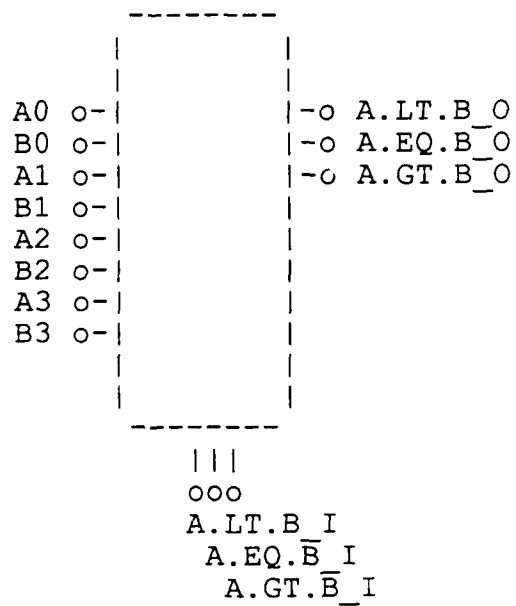 A0 o-| |-o A.LT.B_O
B0 o-| |-o A.EQ.B_O
A1 o-| |-o A.GT.B_O
B1 o-|
A2 o-|
B2 o-|
A3 o-|
B3 o-|
|||
ooo
A.LT.B_I
A.EQ.B_I
A.GT.B_I